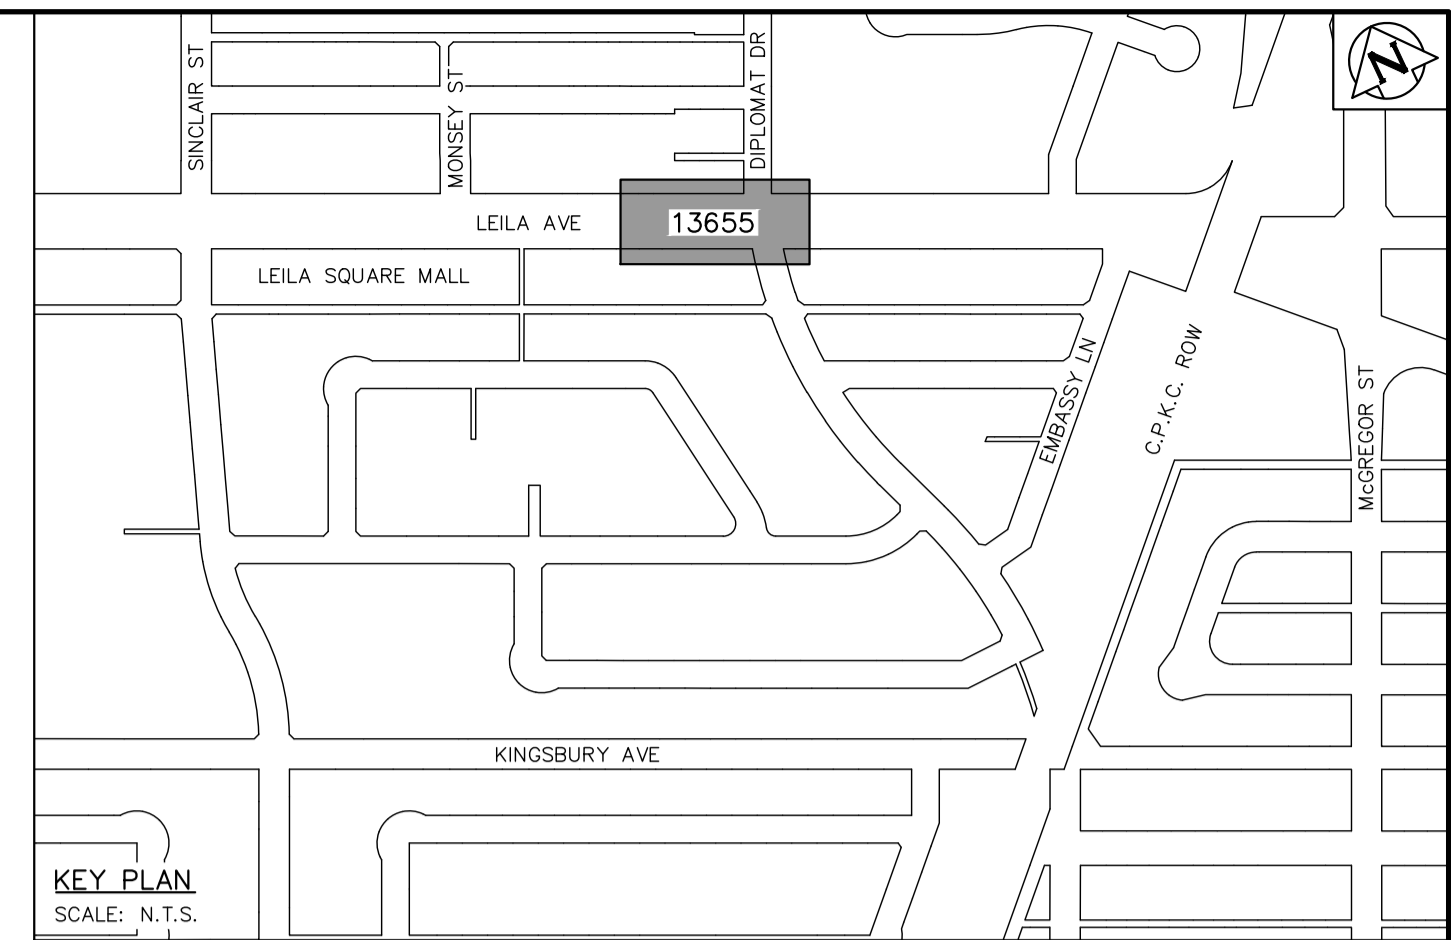 SINCLAIR ST
MONSEY ST
DIPLOMAT DR
N
LEILA AVE
13655
LEILA SQUARE MALL
EMBASSY LN
C.P.K.C. ROW
McGREGOR ST
KINGSBURY AVE
KEY PLAN
SCALE: N.T.S.